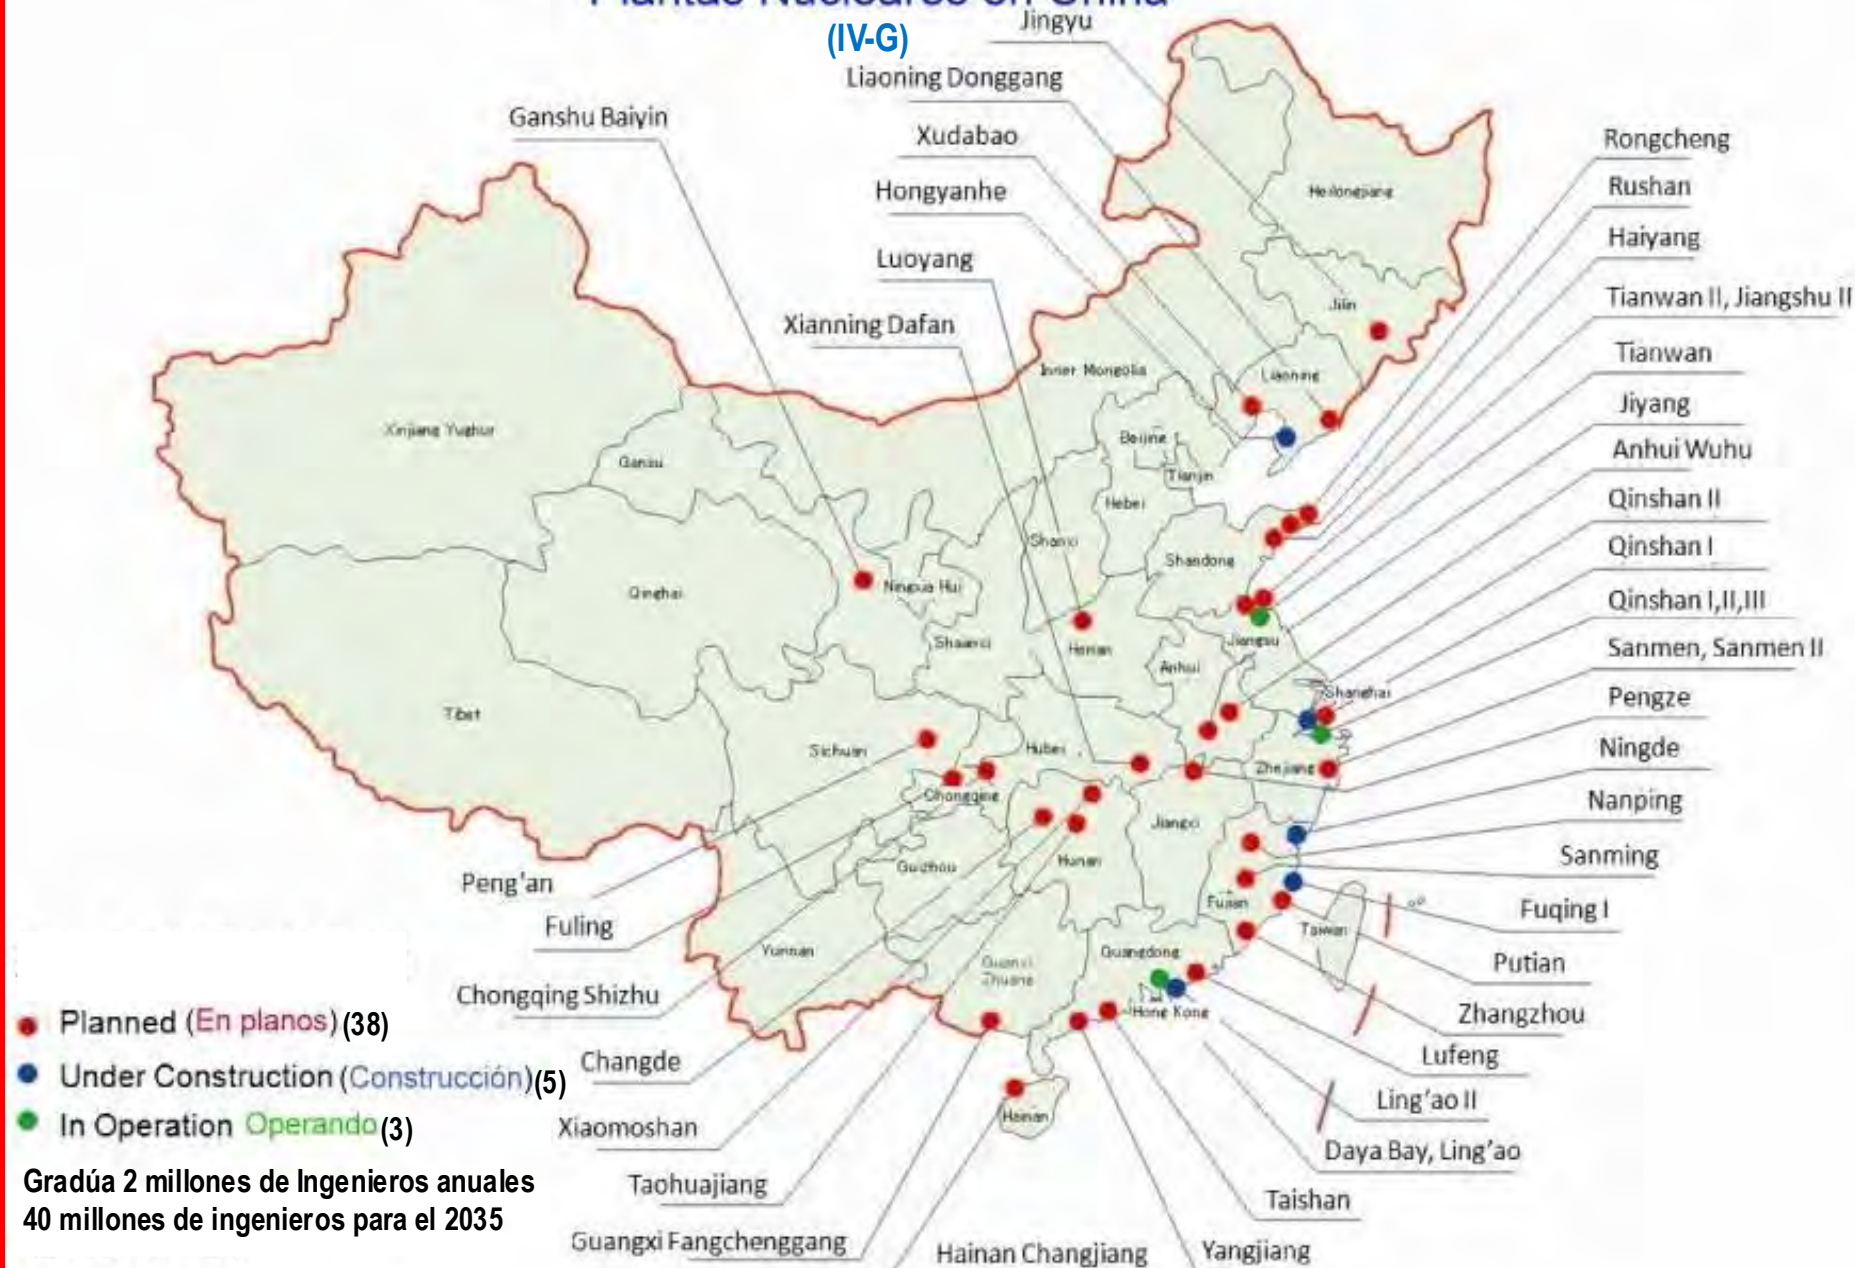 Plantas Nucleares en China
(IV-G)
Jingyu
Liaoning Donggang
Ganshu Baiyin
Xudabao
Hongyanhe
Luoyang
Xianning Dafan
Rongcheng
Rushan
Haiyang
Tianwan II, Jiangshu II
Tianwan
Jiyang
Anhui Wuhu
Qinshan II
Qinshan I
Qinshan I,II,III
Sanmen, Sanmen II
Pengze
Ningde
Nanping
Sanming
Fuqing I
Putian
Zhangzhou
Lufeng
Ling'ao II
Daya Bay, Ling'ao
Taishan
Yangjiang
Hainan Changjiang
Guangxi Fangchenggang
Taohuajiang
Xiaomoshan
Changde
Chongqing Shizhu
Fuling
Peng'an
Heilongjiang
Jilin
Liaoning
Inner Mongolia
Beijing
Tianjin
Hebei
Xinjiang Yughur
Gansu
Shanxi
Shandong
Qinghai
Ningxia Hui
Shaanxi
Henan
Jiangsu
Anhui
Shanghai
Tibet
Sichuan
Hubei
Zhejiang
Chongqing
Jiangxi
Guizhou
Hunan
Fujian
Taiwan
Yunnan
Guanxi
Zhuang
Guangdong
Hong Kong
Hainan
Planned (En planos) (38)
Under Construction (Construcción) (5)
In Operation Operando (3)
Gradúa 2 millones de Ingenieros anuales
40 millones de ingenieros para el 2035